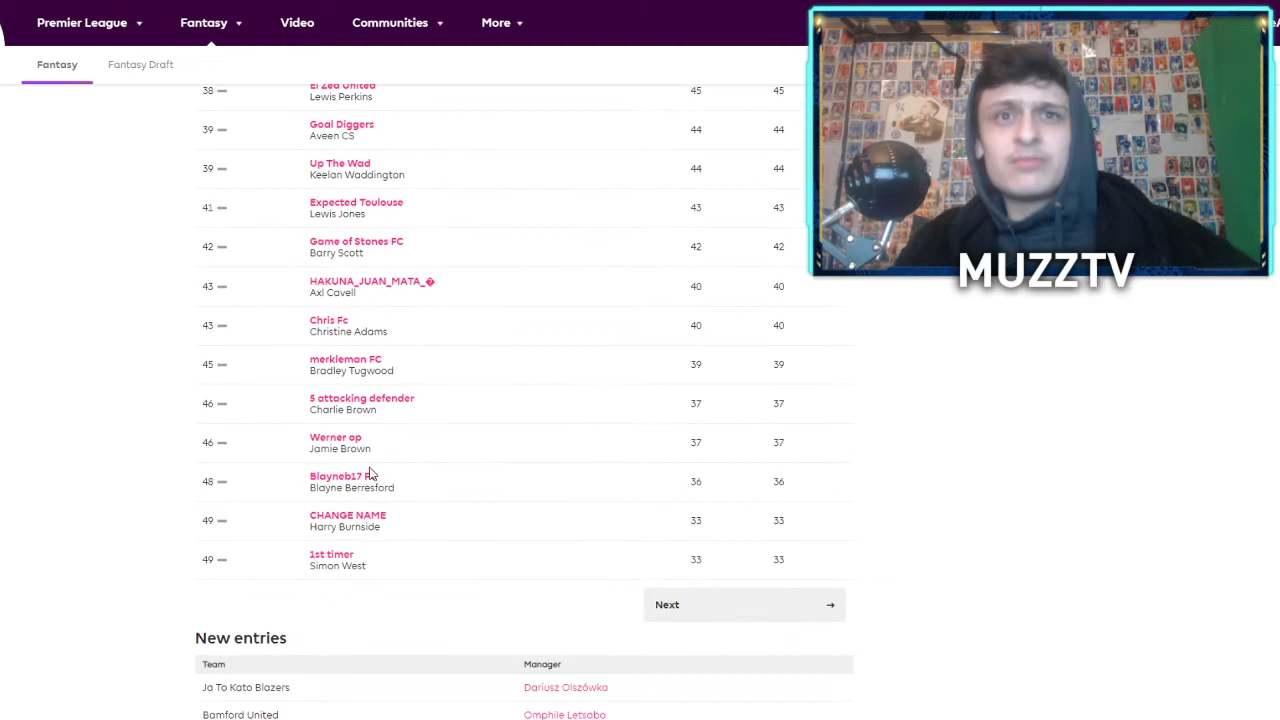 Premier League
Fantasy
Video
Communities
More
Fantasy
Fantasy Draft
38 El Zed United 45 45
Lewis Perkins
39 Goal Diggers 44 44
Aveen CS
39 Up The Wad 44 44
Keelan Waddington
41 Expected Toulouse 43 43
Lewis Jones
42 Game of Stones FC 42 42
Barry Scott
43 HAKUNA_JUAN_MATA_� 40 40
Axl Cavell
43 Chris Fc 40 40
Christine Adams
45 merkleman FC 39 39
Bradley Tugwood
46 5 attacking defender 37 37
Charlie Brown
46 Werner op 37 37
Jamie Brown
48 Blayneb17 36 36
Blayne Berresford
49 CHANGE NAME 33 33
Harry Burnside
49 1st timer 33 33
Simon West
Next →
New entries
Team Manager
Ja To Kato Blazers Dariusz Olszówka
Bamford United Omphile Letsabo
94
MUZZTV